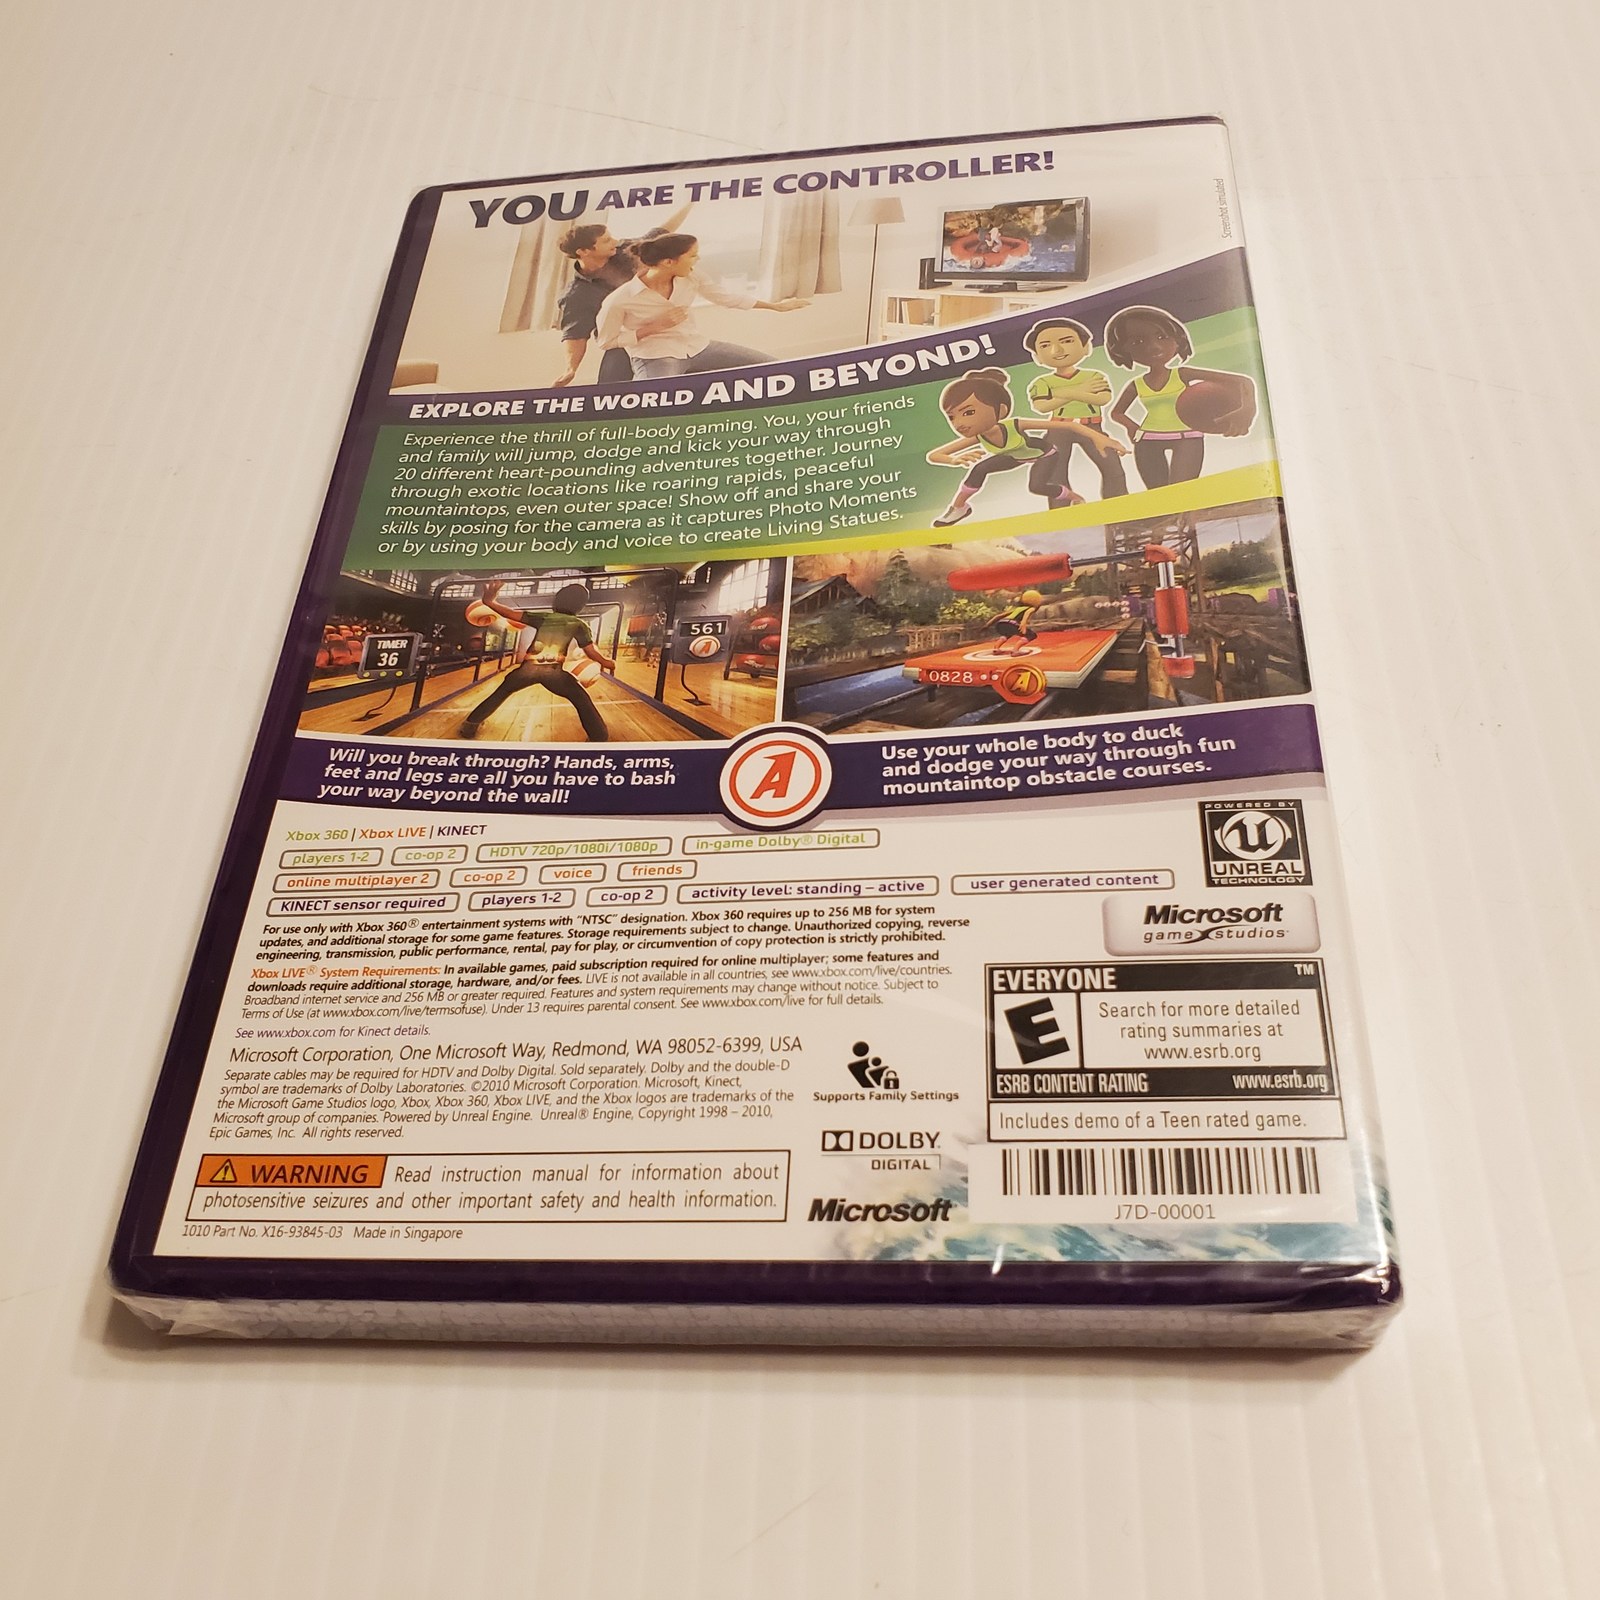 YOU ARE THE CONTROLLER!
Screenshot simulated
EXPLORE THE WORLD AND BEYOND!
Experience the thrill of full-body gaming. You, your friends
and family will jump, dodge and kick your way through
20 different heart-pounding adventures together. Journey
through exotic locations like roaring rapids, peaceful
mountaintops, even outer space! Show off and share your
skills by posing for the camera as it captures Photo Moments
or by using your body and voice to create Living Statues.
TIMER
36
561
0828
A
Will you break through? Hands, arms,
feet and legs are all you have to bash
your way beyond the wall!
A
Use your whole body to duck
and dodge your way through fun
mountaintop obstacle courses.
Xbox 360 | Xbox LIVE | KINECT
players 1-2 co-op 2 HDTV 720p/1080i/1080p in-game Dolby® Digital
online multiplayer 2 co-op 2 voice friends
KINECT sensor required players 1-2 co-op 2 activity level: standing – active user generated content
For use only with Xbox 360® entertainment systems with "NTSC" designation. Xbox 360 requires up to 256 MB for system
updates, and additional storage for some game features. Storage requirements subject to change. Unauthorized copying, reverse
engineering, transmission, public performance, rental, pay for play, or circumvention of copy protection is strictly prohibited.
Xbox LIVE® System Requirements: In available games, paid subscription required for online multiplayer; some features and
downloads require additional storage, hardware, and/or fees. LIVE is not available in all countries, see www.xbox.com/live/countries.
Broadband internet service and 256 MB or greater required. Features and system requirements may change without notice. Subject to
Terms of Use (at www.xbox.com/live/termsofuse). Under 13 requires parental consent. See www.xbox.com/live for full details.
See www.xbox.com for Kinect details.
Microsoft Corporation, One Microsoft Way, Redmond, WA 98052-6399, USA
Separate cables may be required for HDTV and Dolby Digital. Sold separately. Dolby and the double-D
symbol are trademarks of Dolby Laboratories. ©2010 Microsoft Corporation. Microsoft, Kinect,
the Microsoft Game Studios logo, Xbox, Xbox 360, Xbox LIVE, and the Xbox logos are trademarks of the
Microsoft group of companies. Powered by Unreal Engine. Unreal® Engine, Copyright 1998 – 2010,
Epic Games, Inc. All rights reserved.
WARNING Read instruction manual for information about
photosensitive seizures and other important safety and health information.
1010 Part No. X16-93845-03 Made in Singapore
Supports Family Settings
DOLBY.
DIGITAL
Microsoft
POWERED BY
UNREAL
TECHNOLOGY
Microsoft
game studios
EVERYONE TM
E
Search for more detailed
rating summaries at
www.esrb.org
ESRB CONTENT RATING www.esrb.org
Includes demo of a Teen rated game.
J7D-00001